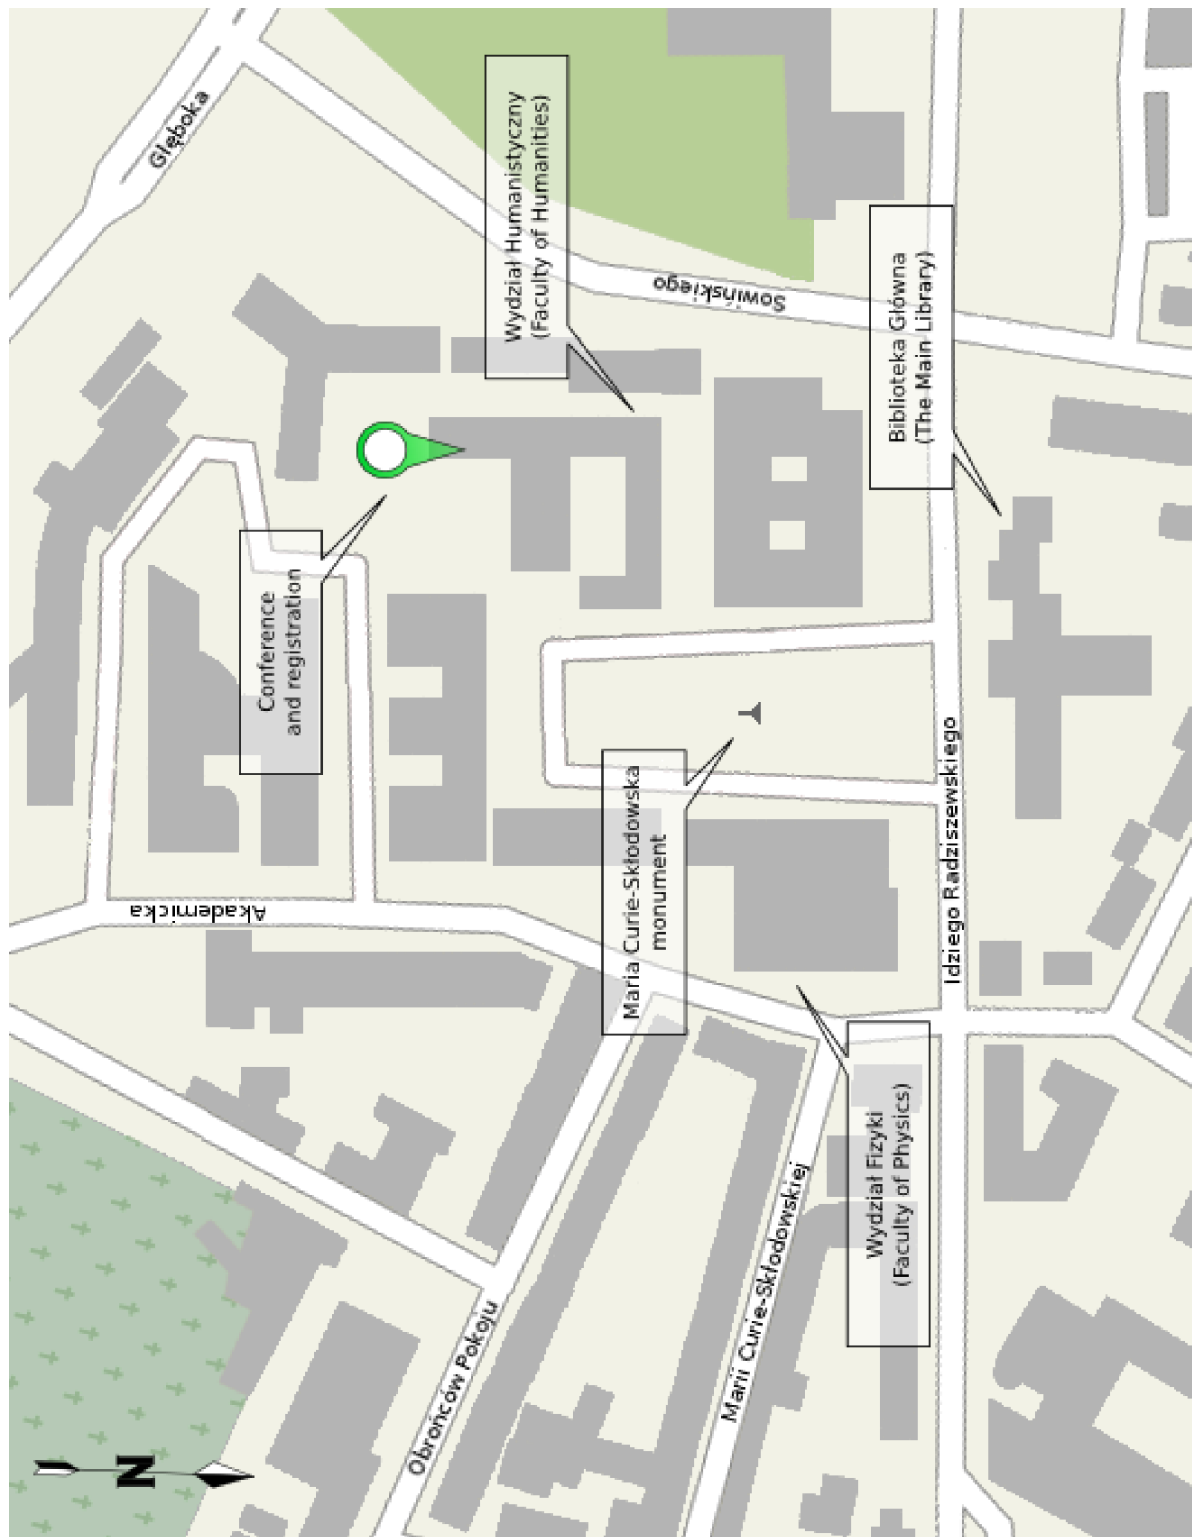 Głęboka
Wydział Humanistyczny
(Faculty of Humanities)
Sowińskiego
Biblioteka Główna
(The Main Library)
Conference
and registration
Akademicka
Maria Curie-Skłodowska
monument
Idziego Radziszewskiego
Wydział Fizyki
(Faculty of Physics)
Marii Curie-Skłodowskiej
Obrońców Pokoju
N